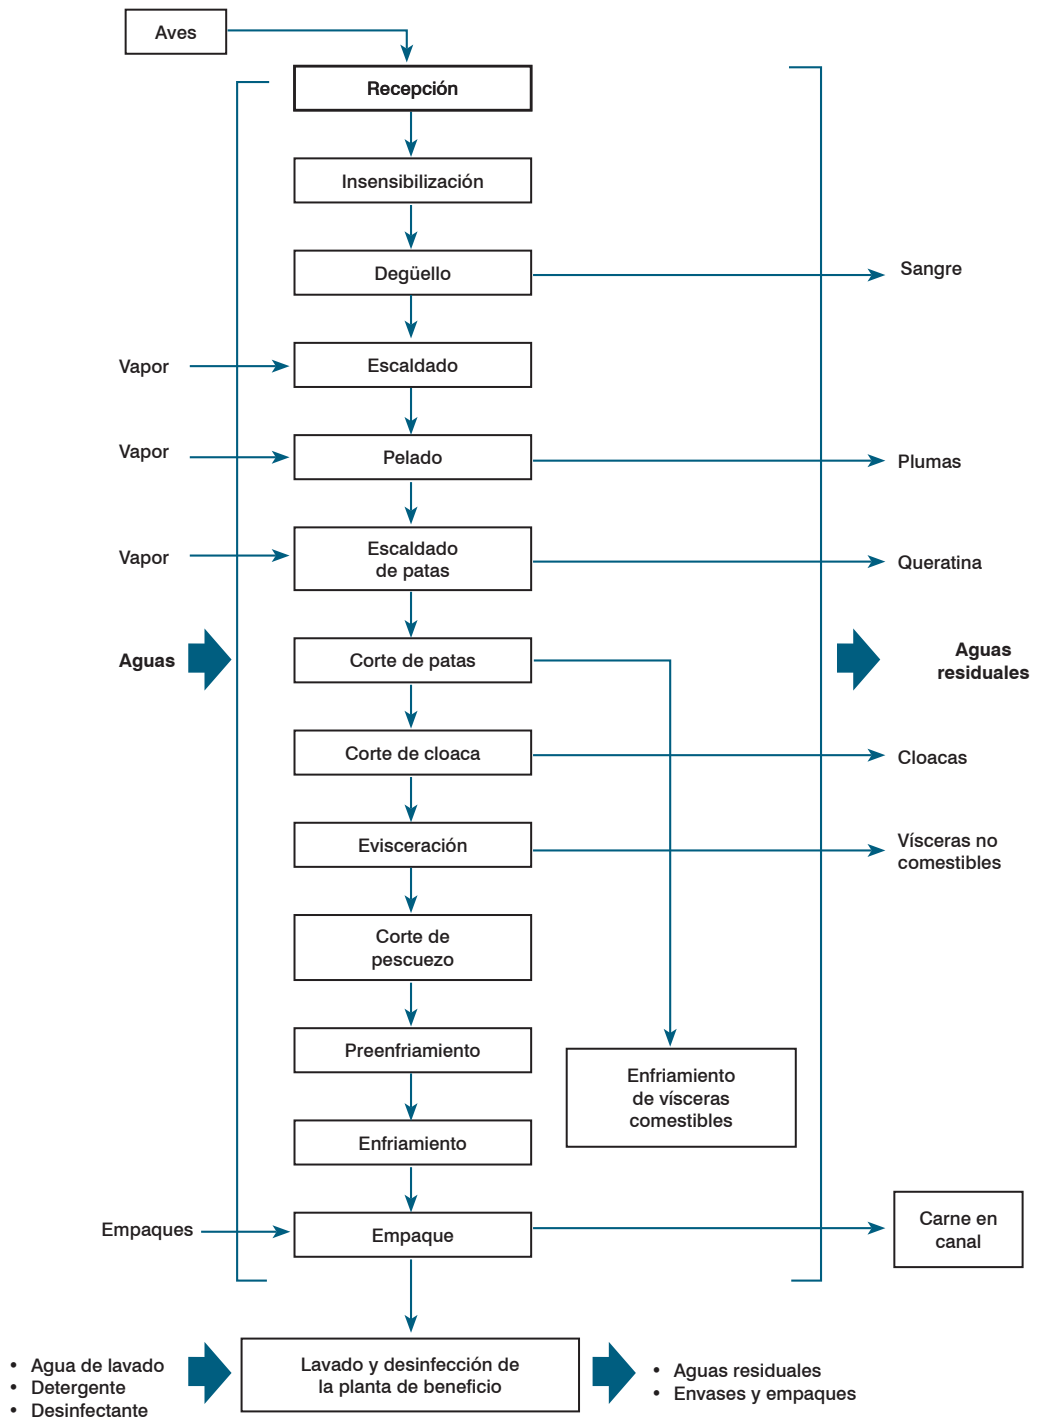 Aves
Recepción
Insensibilización
Degüello
Sangre
Vapor
Escaldado
Vapor
Pelado
Plumas
Vapor
Escaldado
de patas
Queratina
Aguas
Corte de patas
Aguas
residuales
Corte de cloaca
Cloacas
Evisceración
Vísceras no
comestibles
Corte de
pescuezo
Preenfriamiento
Enfriamiento
de vísceras
comestibles
Enfriamiento
Empaques
Empaque
Carne en
canal
• Agua de lavado
• Detergente
• Desinfectante
Lavado y desinfección de
la planta de beneficio
• Aguas residuales
• Envases y empaques